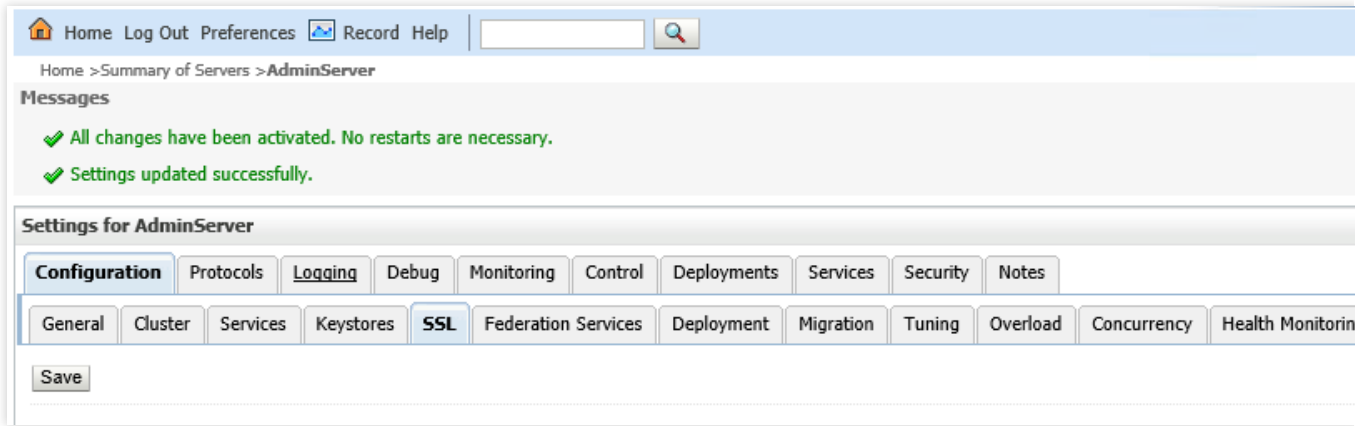 Home Log Out Preferences Record Help
Home >Summary of Servers >AdminServer
Messages
All changes have been activated. No restarts are necessary.
Settings updated successfully.
Settings for AdminServer
Configuration Protocols Logging Debug Monitoring Control Deployments Services Security Notes
General Cluster Services Keystores SSL Federation Services Deployment Migration Tuning Overload Concurrency Health Monitorin
Save